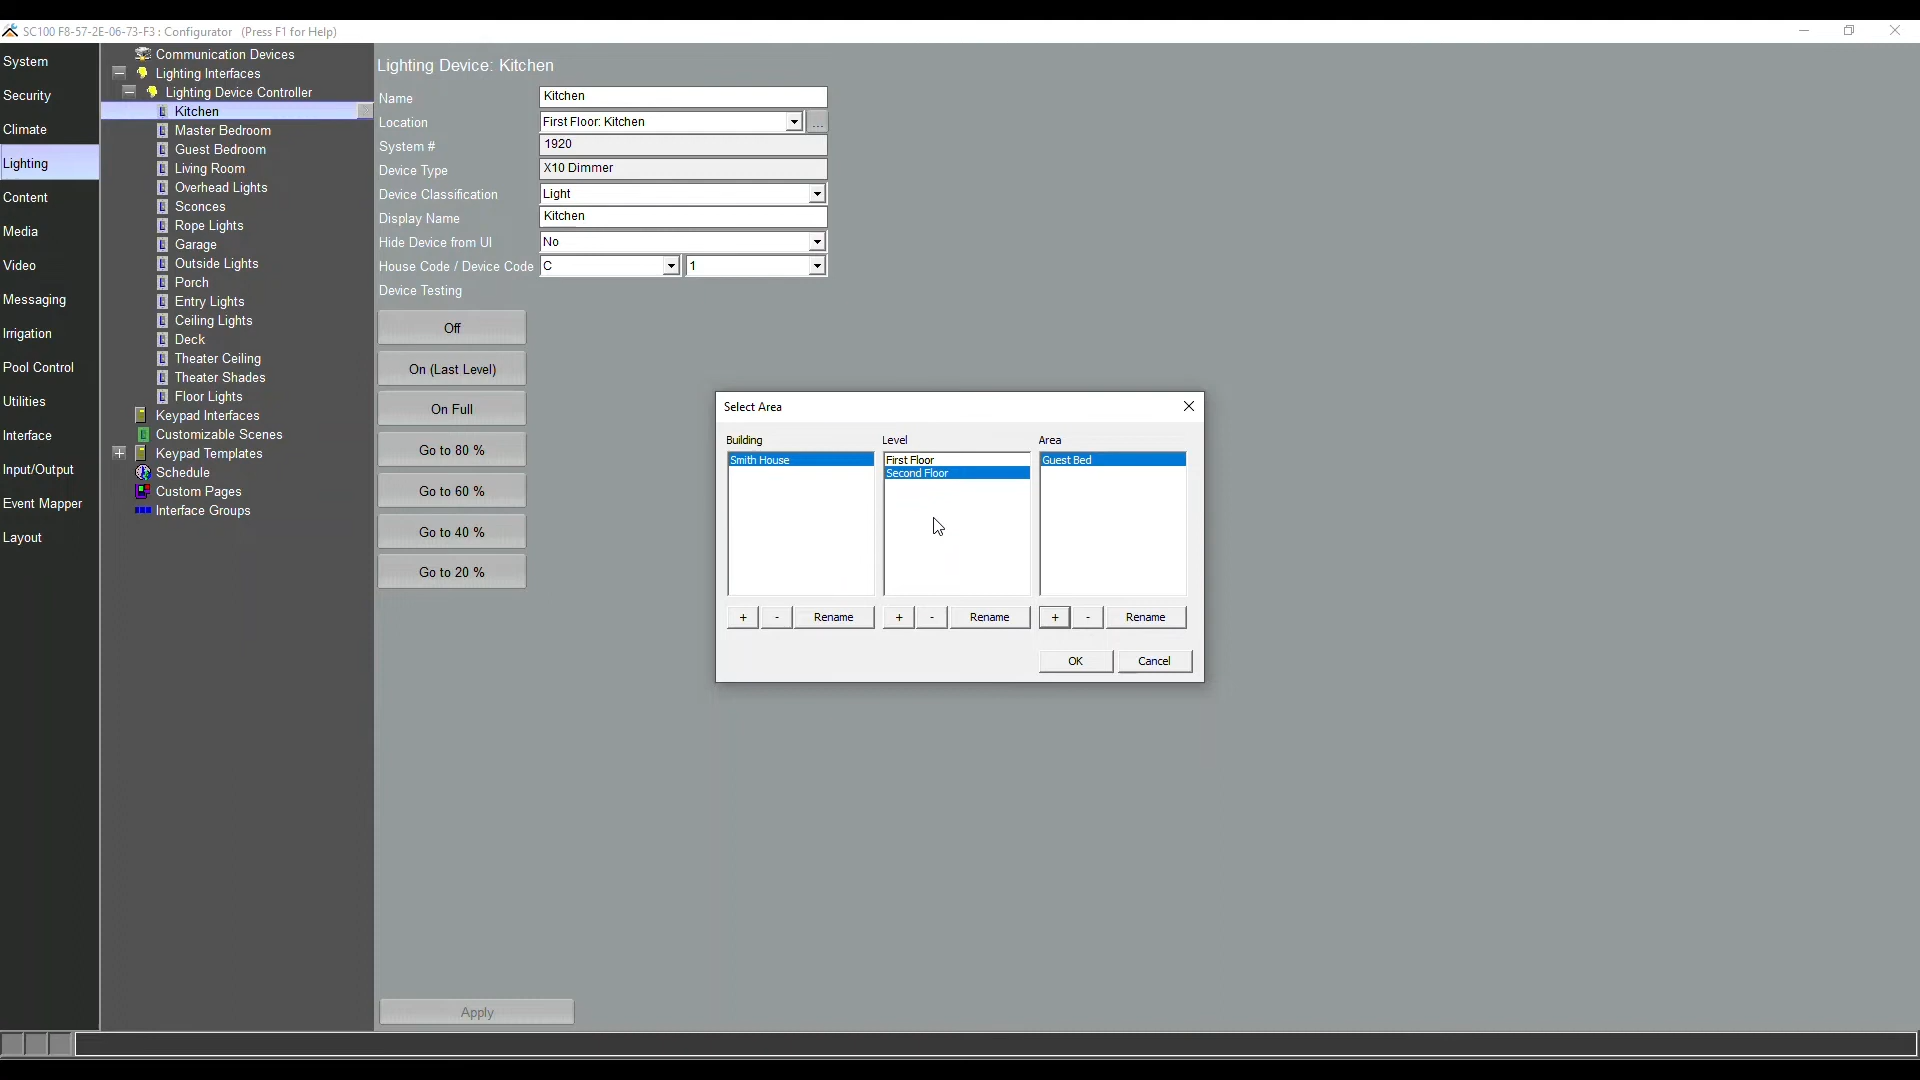 SC100 F8-57-2E-06-73-F3 : Configurator (Press F1 for Help)
System
Security
Climate
Lighting
Content
Media
Video
Messaging
Irrigation
Pool Control
Utilities
Interface
Input/Output
Event Mapper
Layout
Communication Devices
Lighting Interfaces
Lighting Device Controller
Kitchen
Master Bedroom
Guest Bedroom
Living Room
Overhead Lights
Sconces
Rope Lights
Garage
Outside Lights
Porch
Entry Lights
Ceiling Lights
Deck
Theater Ceiling
Theater Shades
Floor Lights
Keypad Interfaces
Customizable Scenes
Keypad Templates
Schedule
Custom Pages
Interface Groups
Lighting Device: Kitchen
Name Kitchen
Location First Floor: Kitchen ...
System # 1920
Device Type X10 Dimmer
Device Classification Light
Display Name Kitchen
Hide Device from UI No
House Code / Device Code C 1
Device Testing
Off
On (Last Level)
On Full
Go to 80 %
Go to 60 %
Go to 40 %
Go to 20 %
Apply
Select Area
Building Level Area
Smith House First Floor Guest Bed
Second Floor
+ - Rename + - Rename + - Rename
OK Cancel